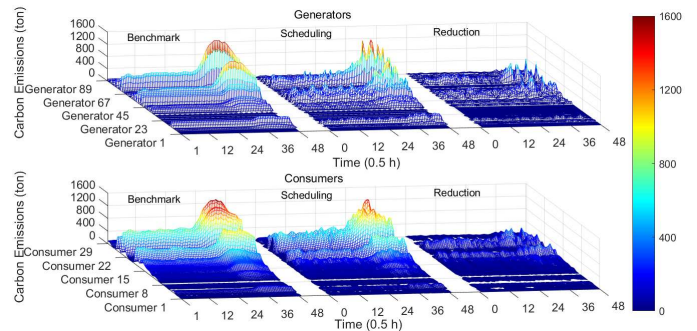 Generators
Carbon Emissions (ton)
1600
1200
800
400
0
Benchmark
Scheduling
Reduction
Generator 89
Generator 67
Generator 45
Generator 23
Generator 1
1 12 24 36 48
0 12 24 36 48
0 12 24 36 48
Time (0.5 h)
Consumers
Carbon Emissions (ton)
1600
1200
800
400
0
Benchmark
Scheduling
Reduction
Consumer 29
Consumer 22
Consumer 15
Consumer 8
Consumer 1
1 12 24 36 48
0 12 24 36 48
0 12 24 36 48
Time (0.5 h)
1600
1200
800
400
0